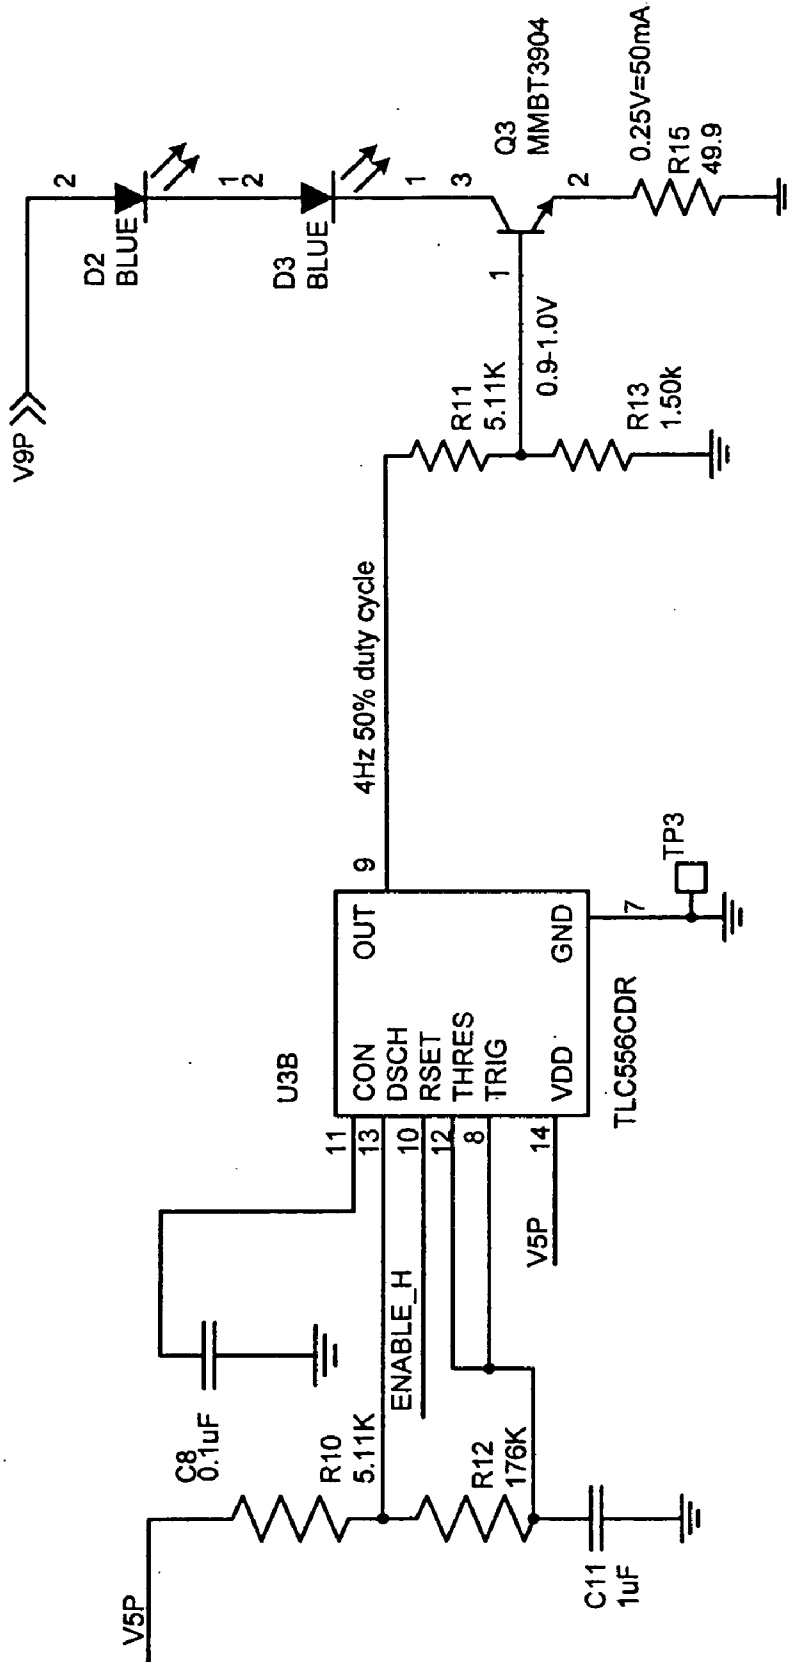 V9P
2
D2
BLUE
1
2
D3
BLUE
1
3
Q3
MMBT3904
1
2
0.25V=50mA
R15
49.9
R11
5.11K
0.9-1.0V
R13
1.50k
4Hz 50% duty cycle
9
U3B
OUT
CON
DSCH
RSET
THRES
TRIG
VDD
GND
TLC556CDR
7
TP3
11
13
10
12
8
14
V5P
ENABLE_H
C8
0.1uF
R10
5.11K
R12
176K
C11
1uF
V5P